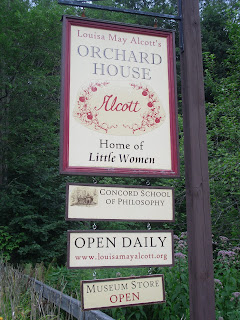 Louisa May Alcott's
ORCHARD
HOUSE
Alcott
Home of
Little Women
CONCORD SCHOOL
OF PHILOSOPHY
OPEN DAILY
www.louisamayalcott.org
MUSEUM STORE
OPEN